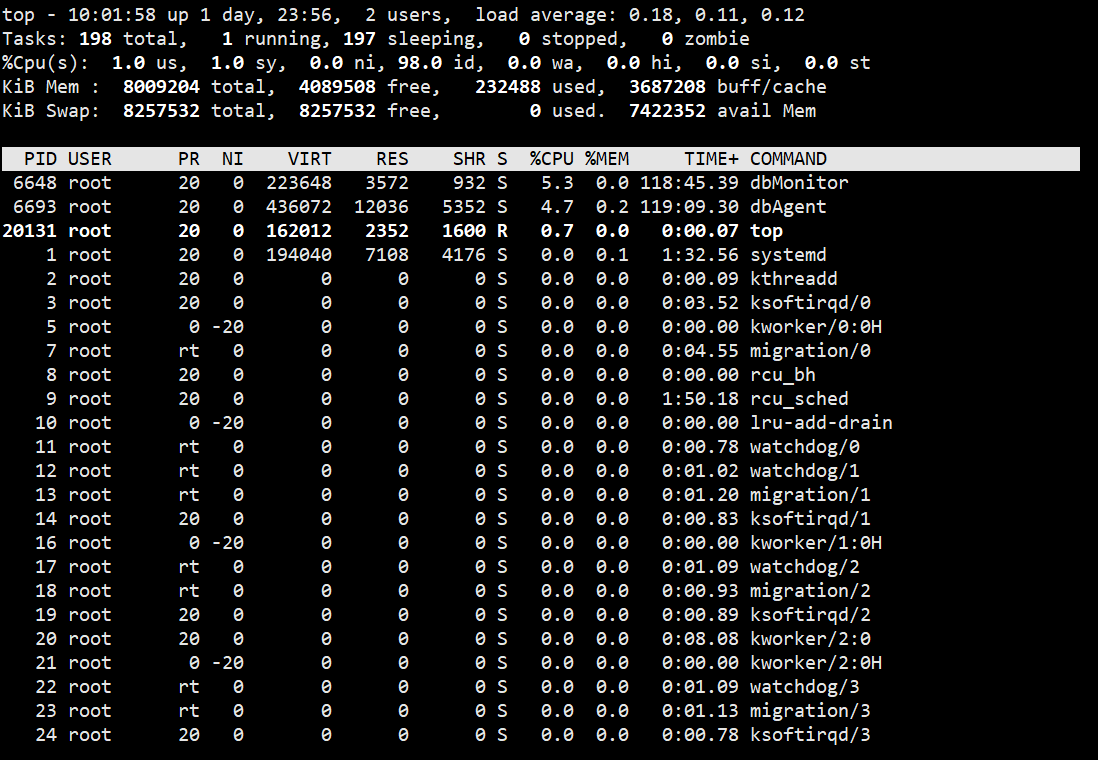 top - 10:01:58 up 1 day, 23:56,  2 users,  load average: 0.18, 0.11, 0.12
Tasks: 198 total,   1 running, 197 sleeping,   0 stopped,   0 zombie
%Cpu(s):  1.0 us,  1.0 sy,  0.0 ni, 98.0 id,  0.0 wa,  0.0 hi,  0.0 si,  0.0 st
KiB Mem :  8009204 total,  4089508 free,   232488 used,  3687208 buff/cache
KiB Swap:  8257532 total,  8257532 free,        0 used.  7422352 avail Mem
  PID USER      PR  NI    VIRT    RES    SHR S  %CPU %MEM     TIME+ COMMAND
 6648 root      20   0  223648   3572    932 S   5.3  0.0 118:45.39 dbMonitor
 6693 root      20   0  436072  12036   5352 S   4.7  0.2 119:09.30 dbAgent
20131 root      20   0  162012   2352   1600 R   0.7  0.0   0:00.07 top
    1 root      20   0  194040   7108   4176 S   0.0  0.1   1:32.56 systemd
    2 root      20   0       0      0      0 S   0.0  0.0   0:00.09 kthreadd
    3 root      20   0       0      0      0 S   0.0  0.0   0:03.52 ksoftirqd/0
    5 root       0 -20       0      0      0 S   0.0  0.0   0:00.00 kworker/0:0H
    7 root      rt   0       0      0      0 S   0.0  0.0   0:04.55 migration/0
    8 root      20   0       0      0      0 S   0.0  0.0   0:00.00 rcu_bh
    9 root      20   0       0      0      0 S   0.0  0.0   1:50.18 rcu_sched
   10 root       0 -20       0      0      0 S   0.0  0.0   0:00.00 lru-add-drain
   11 root      rt   0       0      0      0 S   0.0  0.0   0:00.78 watchdog/0
   12 root      rt   0       0      0      0 S   0.0  0.0   0:01.02 watchdog/1
   13 root      rt   0       0      0      0 S   0.0  0.0   0:01.20 migration/1
   14 root      20   0       0      0      0 S   0.0  0.0   0:00.83 ksoftirqd/1
   16 root       0 -20       0      0      0 S   0.0  0.0   0:00.00 kworker/1:0H
   17 root      rt   0       0      0      0 S   0.0  0.0   0:01.09 watchdog/2
   18 root      rt   0       0      0      0 S   0.0  0.0   0:00.93 migration/2
   19 root      20   0       0      0      0 S   0.0  0.0   0:00.89 ksoftirqd/2
   20 root      20   0       0      0      0 S   0.0  0.0   0:08.08 kworker/2:0
   21 root       0 -20       0      0      0 S   0.0  0.0   0:00.00 kworker/2:0H
   22 root      rt   0       0      0      0 S   0.0  0.0   0:01.09 watchdog/3
   23 root      rt   0       0      0      0 S   0.0  0.0   0:01.13 migration/3
   24 root      20   0       0      0      0 S   0.0  0.0   0:00.78 ksoftirqd/3